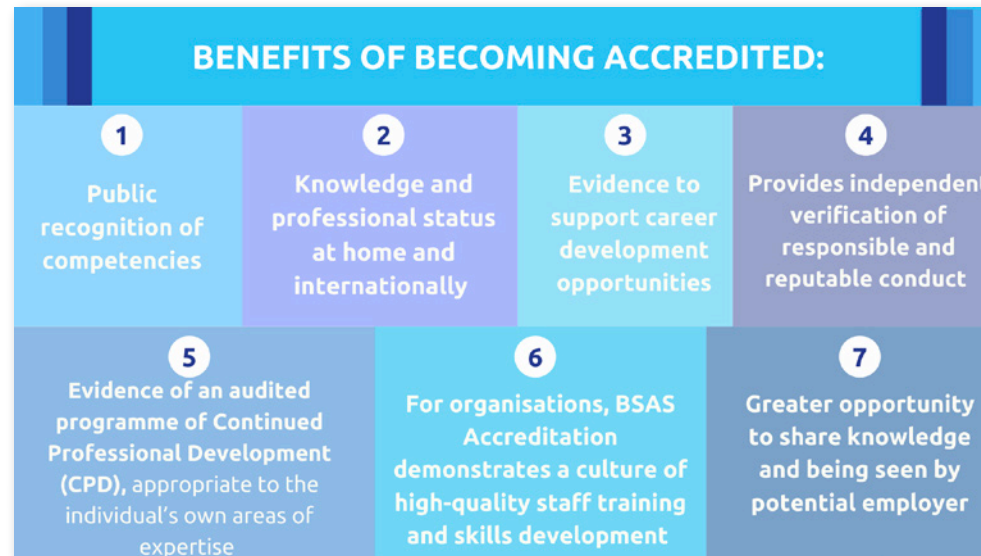 BENEFITS OF BECOMING ACCREDITED:
1
Public
recognition of
competencies
2
Knowledge and
professional status
at home and
internationally
3
Evidence to
support career
development
opportunities
4
Provides independent
verification of
responsible and
reputable conduct
5
Evidence of an audited
programme of Continued
Professional Development
(CPD), appropriate to the
individual's own areas of
expertise
6
For organisations, BSAS
Accreditation
demonstrates a culture of
high-quality staff training
and skills development
7
Greater opportunity
to share knowledge
and being seen by
potential employer